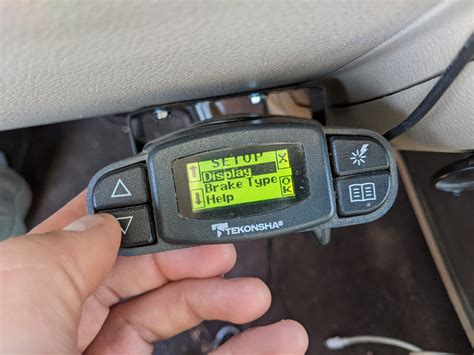 SETUP X
Display
Brake Type OK
Help
TEKONSHA®